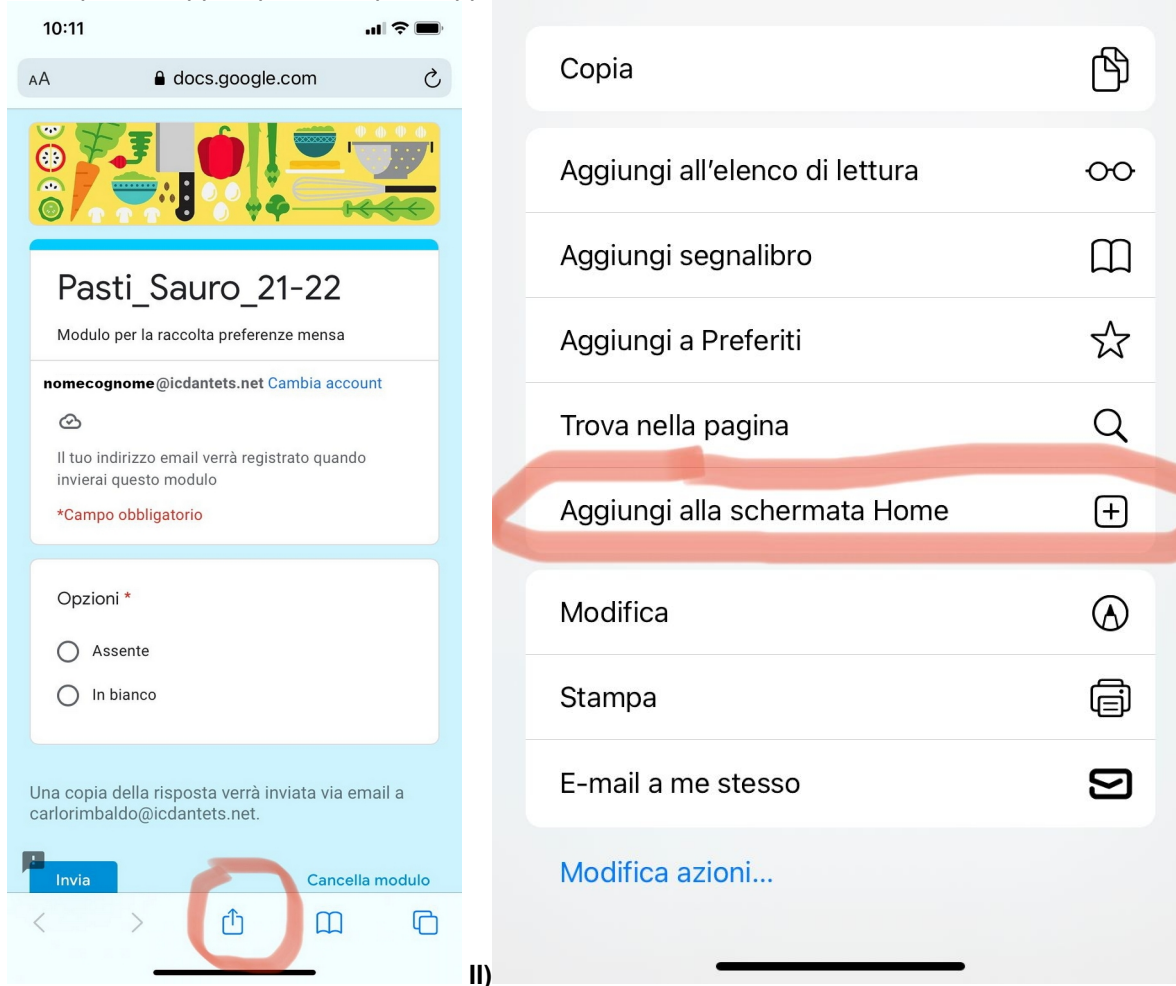 10:11
AA docs.google.com
Pasti_Sauro_21-22
Modulo per la raccolta preferenze mensa
nomecognome@icdantets.net Cambia account
Il tuo indirizzo email verrà registrato quando
invierai questo modulo
*Campo obbligatorio
Opzioni *
Assente
In bianco
Una copia della risposta verrà inviata via email a
carlorimbaldo@icdantets.net.
Invia Cancella modulo
II)
Copia
Aggiungi all'elenco di lettura
Aggiungi segnalibro
Aggiungi a Preferiti
Trova nella pagina
Aggiungi alla schermata Home
Modifica
Stampa
E-mail a me stesso
Modifica azioni...